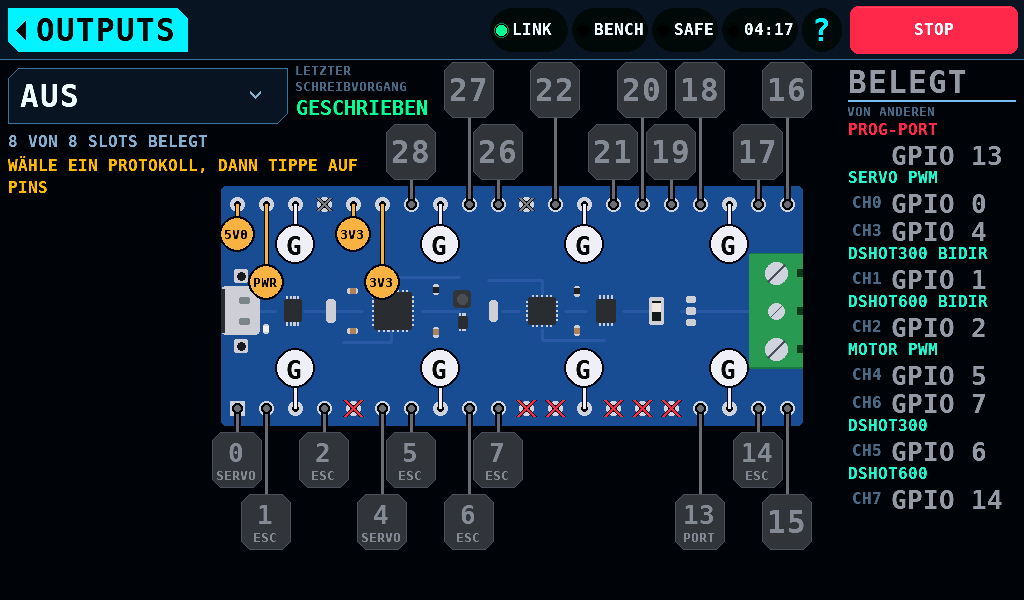 OUTPUTS
LINK
BENCH
SAFE
04:17
?
STOP
AUS
LETZTER
SCHREIBVORGANG
GESCHRIEBEN
8 VON 8 SLOTS BELEGT
WÄHLE EIN PROTOKOLL, DANN TIPPE AUF
PINS
27
22
20
18
16
28
26
21
19
17
5V0
G
3V3
G
G
G
PWR
3V3
G
G
G
G
0
SERVO
2
ESC
5
ESC
7
ESC
14
ESC
1
ESC
4
SERVO
6
ESC
13
PORT
15
BELEGT
VON ANDEREN
PROG-PORT
GPIO 13
SERVO PWM
CH0 GPIO 0
CH3 GPIO 4
DSHOT300 BIDIR
CH1 GPIO 1
DSHOT600 BIDIR
CH2 GPIO 2
MOTOR PWM
CH4 GPIO 5
CH6 GPIO 7
DSHOT300
CH5 GPIO 6
DSHOT600
CH7 GPIO 14